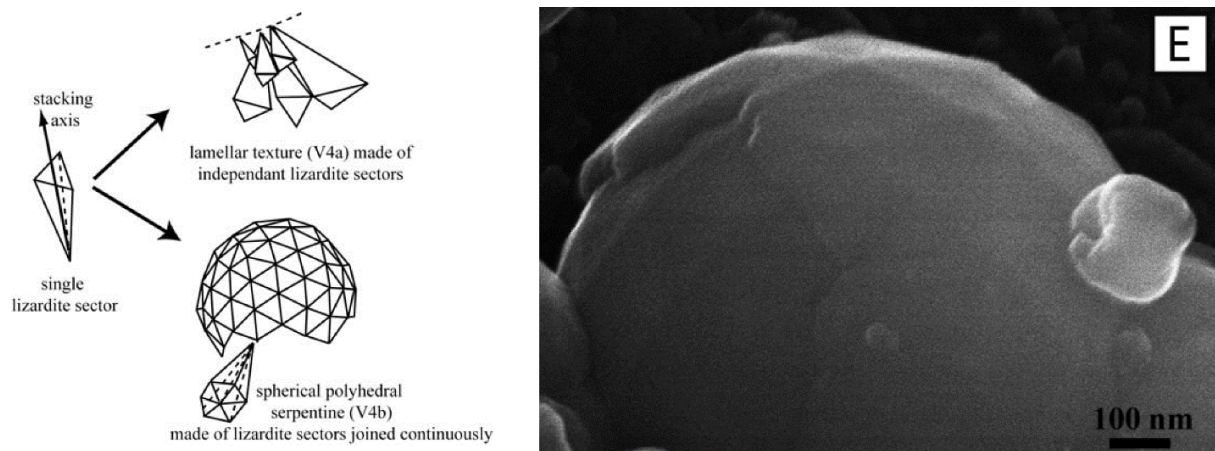 stacking
axis
single
lizardite sector
lamellar texture (V4a) made of
independant lizardite sectors
spherical polyhedral
serpentine (V4b)
made of lizardite sectors joined continuously
E
100 nm